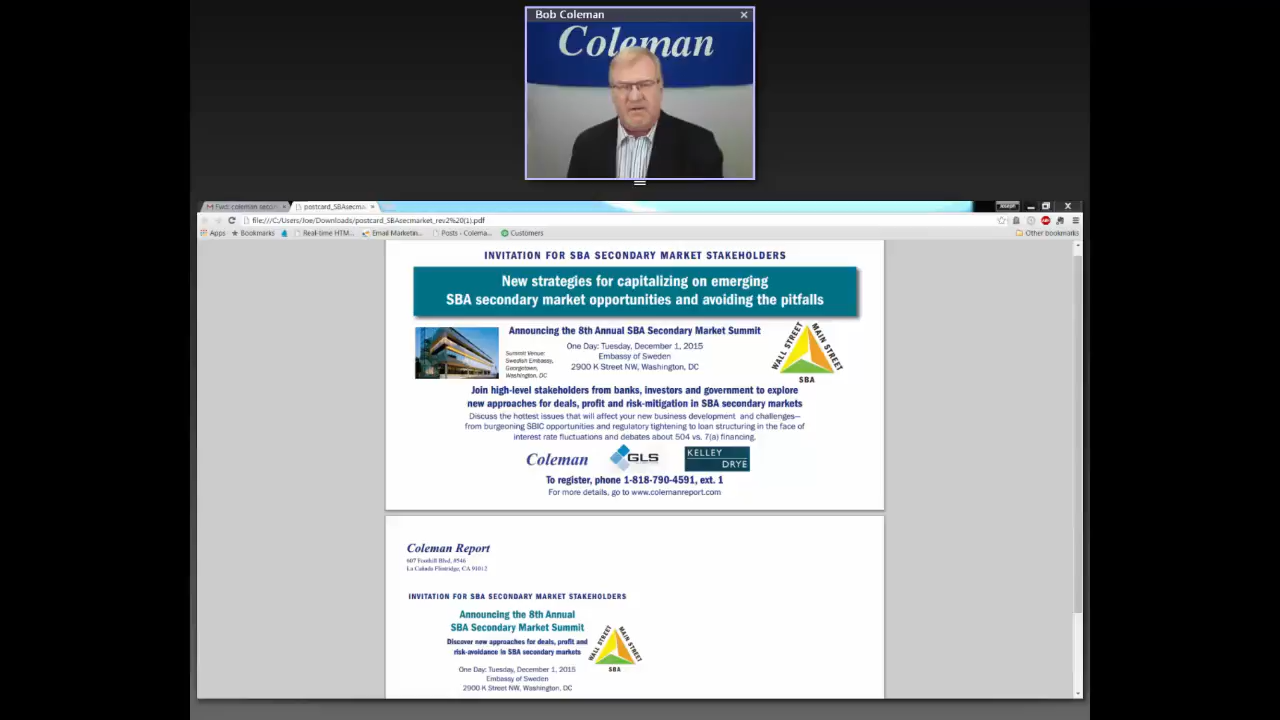 Bob Coleman
Coleman
postcard_SBAsecma
file:///C:/Users/Joe/Downloads/postcard_SBAsecmarket_rev2%20(1).pdf
Apps Bookmarks Real-time HTM... Email Marketin... Posts - Colema... Customers Other bookmarks
INVITATION FOR SBA SECONDARY MARKET STAKEHOLDERS
New strategies for capitalizing on emerging
SBA secondary market opportunities and avoiding the pitfalls
Announcing the 8th Annual SBA Secondary Market Summit
One Day: Tuesday, December 1, 2015
Embassy of Sweden
2900 K Street NW, Washington, DC
Summit Venue:
Swedish Embassy,
Georgetown,
Washington, DC
WALL STREET
MAIN STREET
SBA
Join high-level stakeholders from banks, investors and government to explore
new approaches for deals, profit and risk-mitigation in SBA secondary markets
Discuss the hottest issues that will affect your new business development and challenges—
from burgeoning SBIC opportunities and regulatory tightening to loan structuring in the face of
interest rate fluctuations and debates about 504 vs. 7(a) financing.
Coleman
GLS
KELLEY
DRYE
To register, phone 1-818-790-4591, ext. 1
For more details, go to www.colemanreport.com
Coleman Report
607 Foothill Blvd, #946
La Cañada Flintridge, CA 91012
INVITATION FOR SBA SECONDARY MARKET STAKEHOLDERS
Announcing the 8th Annual
SBA Secondary Market Summit
Discover new approaches for deals, profit and
risk-avoidance in SBA secondary markets
WALL STREET
MAIN STREET
SBA
One Day: Tuesday, December 1, 2015
Embassy of Sweden
2900 K Street NW, Washington, DC